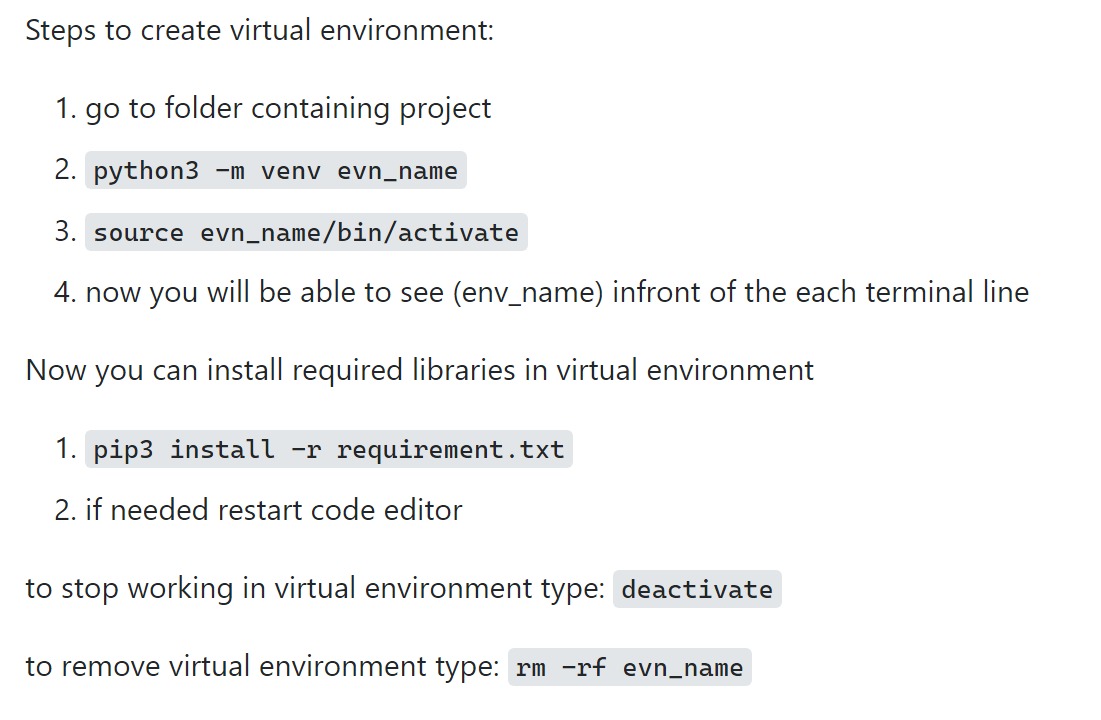 Steps to create virtual environment:
1. go to folder containing project
2. python3 -m venv evn_name
3. source evn_name/bin/activate
4. now you will be able to see (env_name) infront of the each terminal line
Now you can install required libraries in virtual environment
1. pip3 install -r requirement.txt
2. if needed restart code editor
to stop working in virtual environment type: deactivate
to remove virtual environment type: rm -rf evn_name